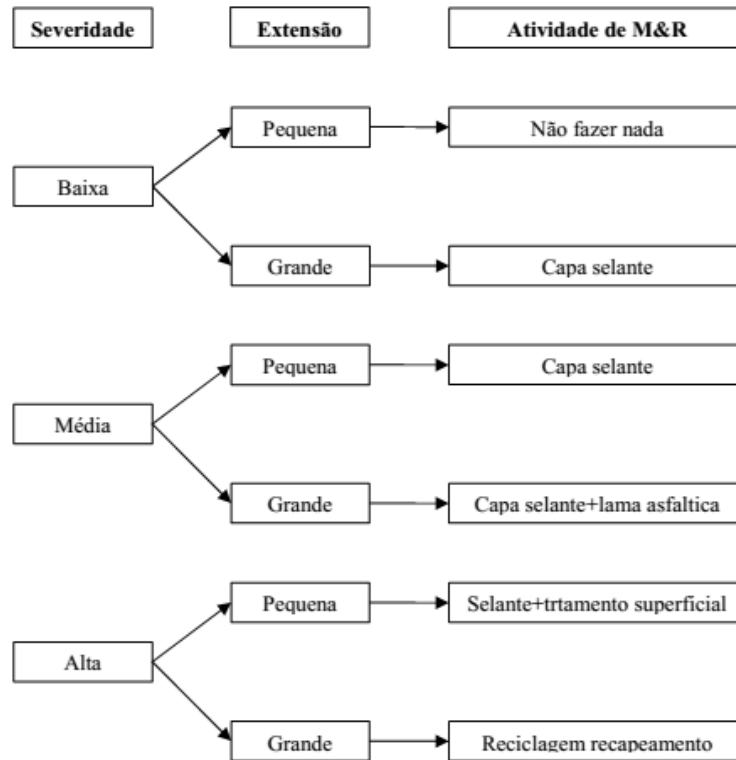 Severidade
Extensão
Atividade de M&R
Pequena
Não fazer nada
Baixa
Grande
Capa selante
Pequena
Capa selante
Média
Grande
Capa selante+lama asfaltica
Pequena
Selante+trtamento superficial
Alta
Grande
Reciclagem recapeamento